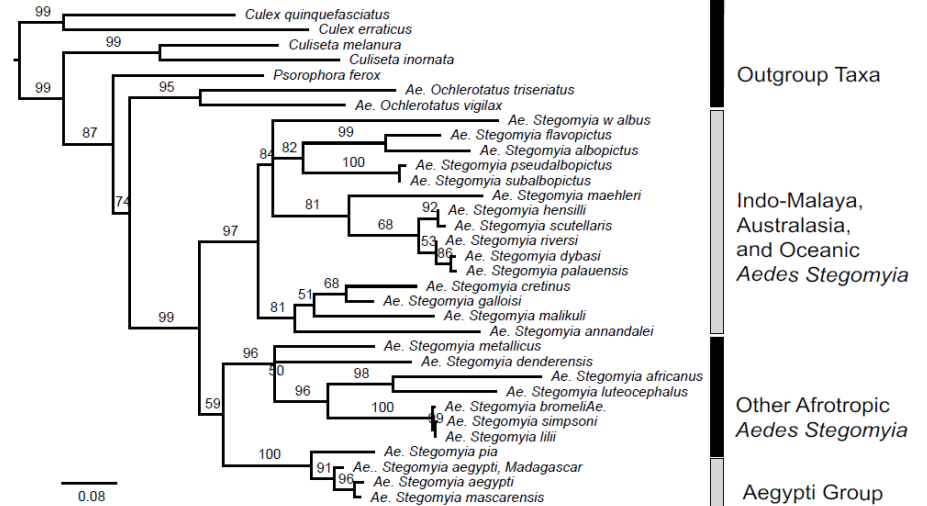 99
Culex quinquefasciatus
Culex erraticus
99
Culiseta melanura
Culiseta inornata
99
Psorophora ferox
Outgroup Taxa
95
Ae. Ochlerotatus triseriatus
Ae. Ochlerotatus vigilax
87
Ae. Stegomyia w albus
99
Ae. Stegomyia flavopictus
84
82
Ae. Stegomyia albopictus
100
Ae. Stegomyia pseudalbopictus
Ae. Stegomyia subalbopictus
74
81
Ae. Stegomyia maehleri
92
Ae. Stegomyia hensilli
Ae. Stegomyia scutellaris
68
53
Ae. Stegomyia riversi
97
86
Ae. Stegomyia dybasi
Ae. Stegomyia palauensis
Indo-Malaya,
Australasia,
and Oceanic
Aedes Stegomyia
68
Ae. Stegomyia cretinus
51
Ae. Stegomyia galloisi
81
Ae. Stegomyia malikuli
99
Ae. Stegomyia annandalei
96
Ae. Stegomyia metallicus
50
Ae. Stegomyia denderensis
98
Ae. Stegomyia africanus
96
Ae. Stegomyia luteocephalus
59
100
Ae. Stegomyia bromeliAe.
99
Ae. Stegomyia simpsoni
Ae. Stegomyia lilii
Other Afrotropic
Aedes Stegomyia
100
Ae. Stegomyia pia
91
Ae.. Stegomyia aegypti, Madagascar
96
Ae. Stegomyia aegypti
Ae. Stegomyia mascarensis
Aegypti Group
0.08